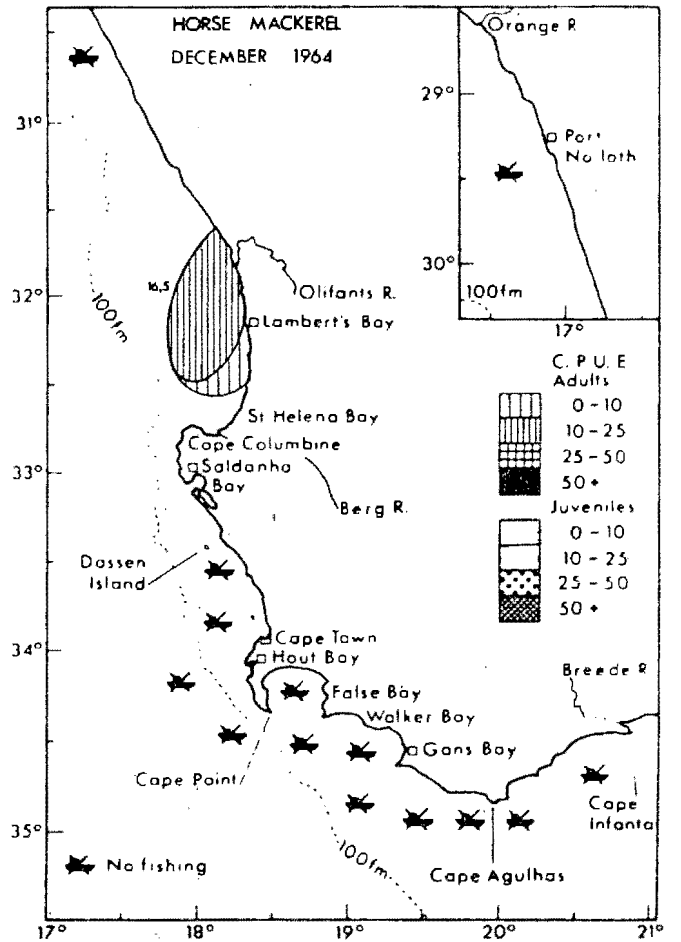 HORSE MACKEREL
DECEMBER 1964
Orange R
29°
Port
Nolloth
30°
100fm
17°
31°
32°
33°
34°
35°
16,5
100fm
Olifants R.
Lambert's Bay
St Helena Bay
Cape Columbine
Saldanha
Bay
Berg R.
Dassen
Island
Cape Town
Hout Bay
False Bay
Walker Bay
Gans Bay
Breede R
Cape Point
Cape
Infanta
Cape Agulhas
100fm
No fishing
C. P. U. E
Adults
0-10
10-25
25-50
50+
Juveniles
0-10
10-25
25-50
50+
17°
18°
19°
20°
21°